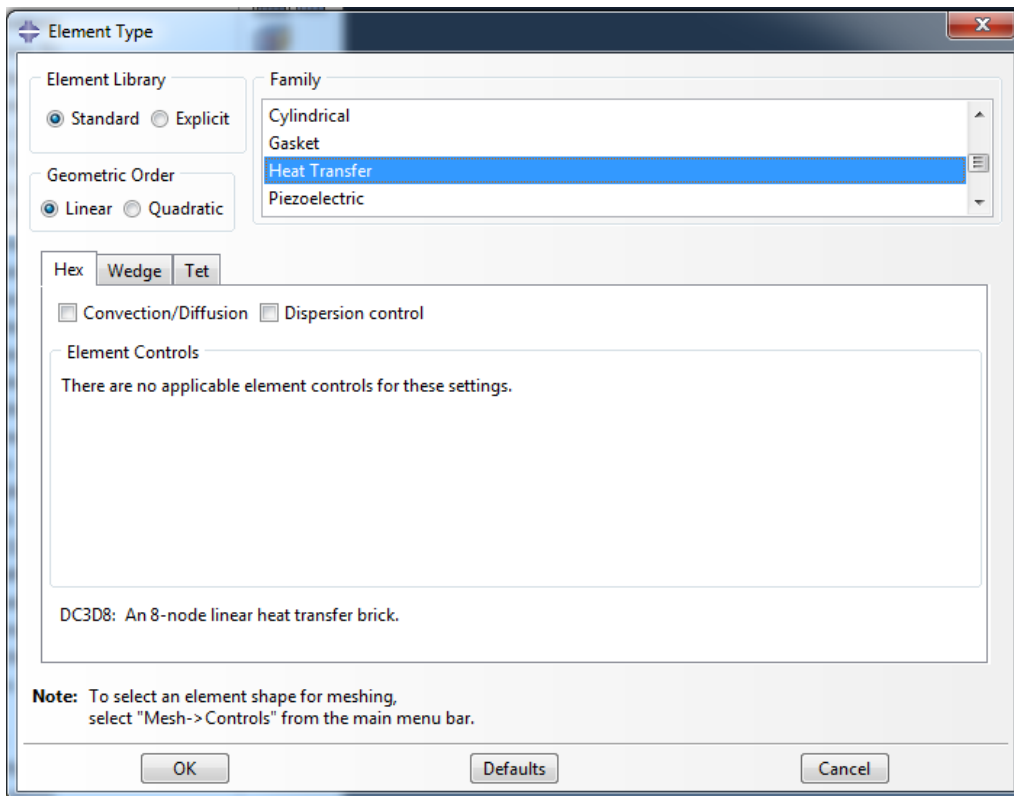 Element Type
Element Library
Standard Explicit
Geometric Order
Linear Quadratic
Family
Cylindrical
Gasket
Heat Transfer
Piezoelectric
Hex Wedge Tet
Convection/Diffusion Dispersion control
Element Controls
There are no applicable element controls for these settings.
DC3D8: An 8-node linear heat transfer brick.
Note: To select an element shape for meshing,
select "Mesh->Controls" from the main menu bar.
OK Defaults Cancel